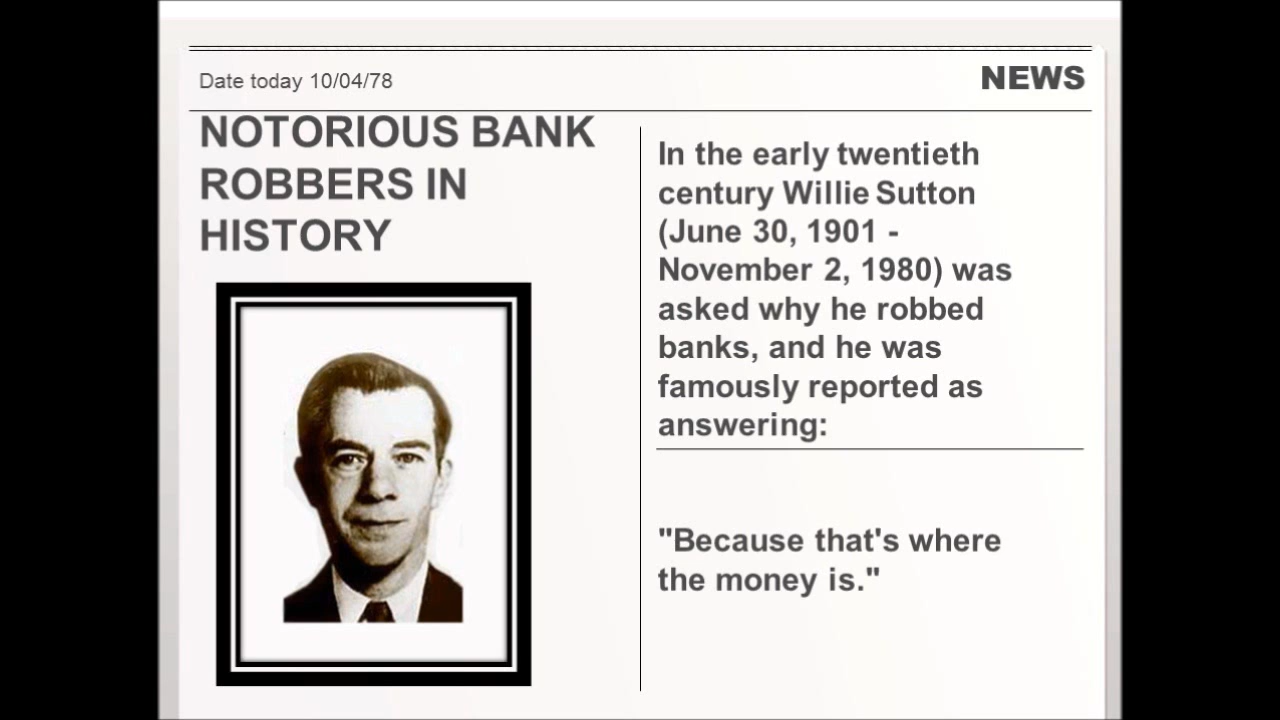 Date today 10/04/78
NEWS
NOTORIOUS BANK
ROBBERS IN
HISTORY
In the early twentieth
century Willie Sutton
(June 30, 1901 -
November 2, 1980) was
asked why he robbed
banks, and he was
famously reported as
answering:
"Because that's where
the money is."